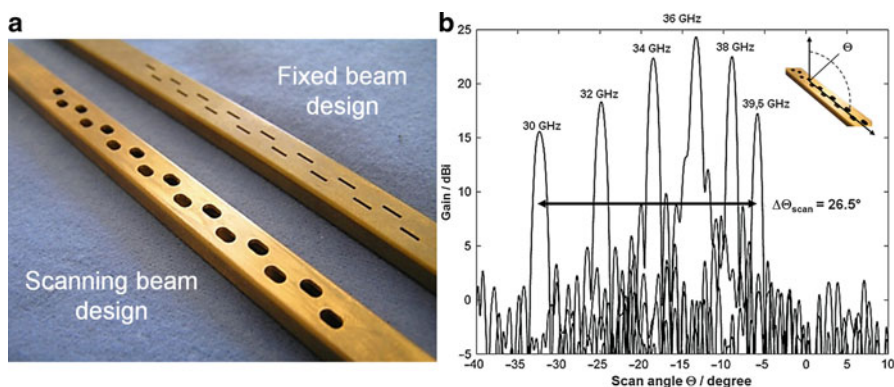 a
Fixed beam
design
Scanning beam
design
b
36 GHz
34 GHz
38 GHz
32 GHz
39,5 GHz
30 GHz
Θ
ΔΘscan = 26.5°
Gain / dBi
25
20
15
10
5
0
−5
−40 −35 −30 −25 −20 −15 −10 −5 0 5 10
Scan angle Θ / degree